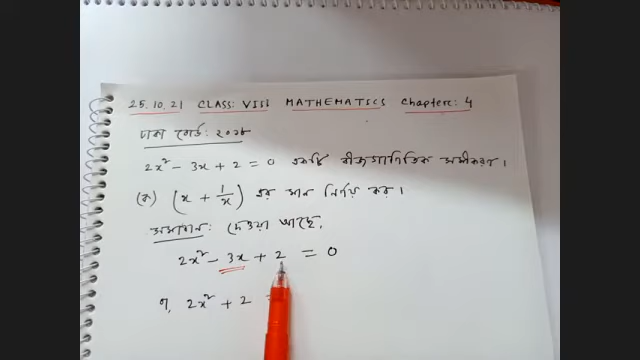 25.10.21 CLASS: VIII MATHEMATICS Chapter: 4
ঢাকা বোর্ড: ২০১৮
2x² - 3x + 2 = 0 একটি বীজগাণিতিক সমীকরণ।
(ক) (x + 1/x) এর মান নির্ণয় কর।
সমাধান: দেওয়া আছে,
2x² - 3x + 2 = 0
বা, 2x² + 2 =